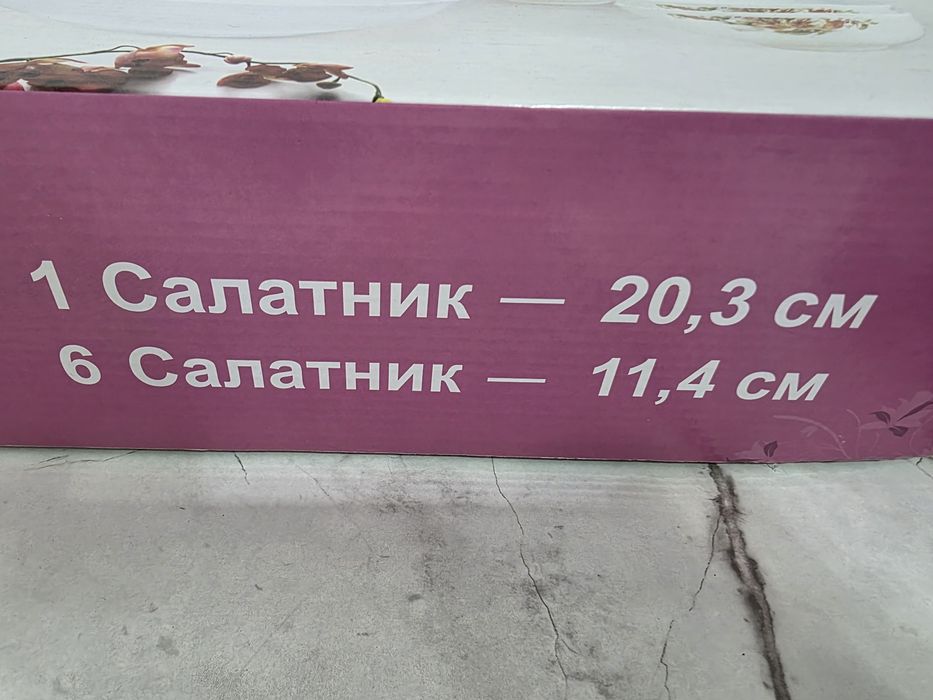 1 Салатник — 20,3 см
6 Салатник — 11,4 см